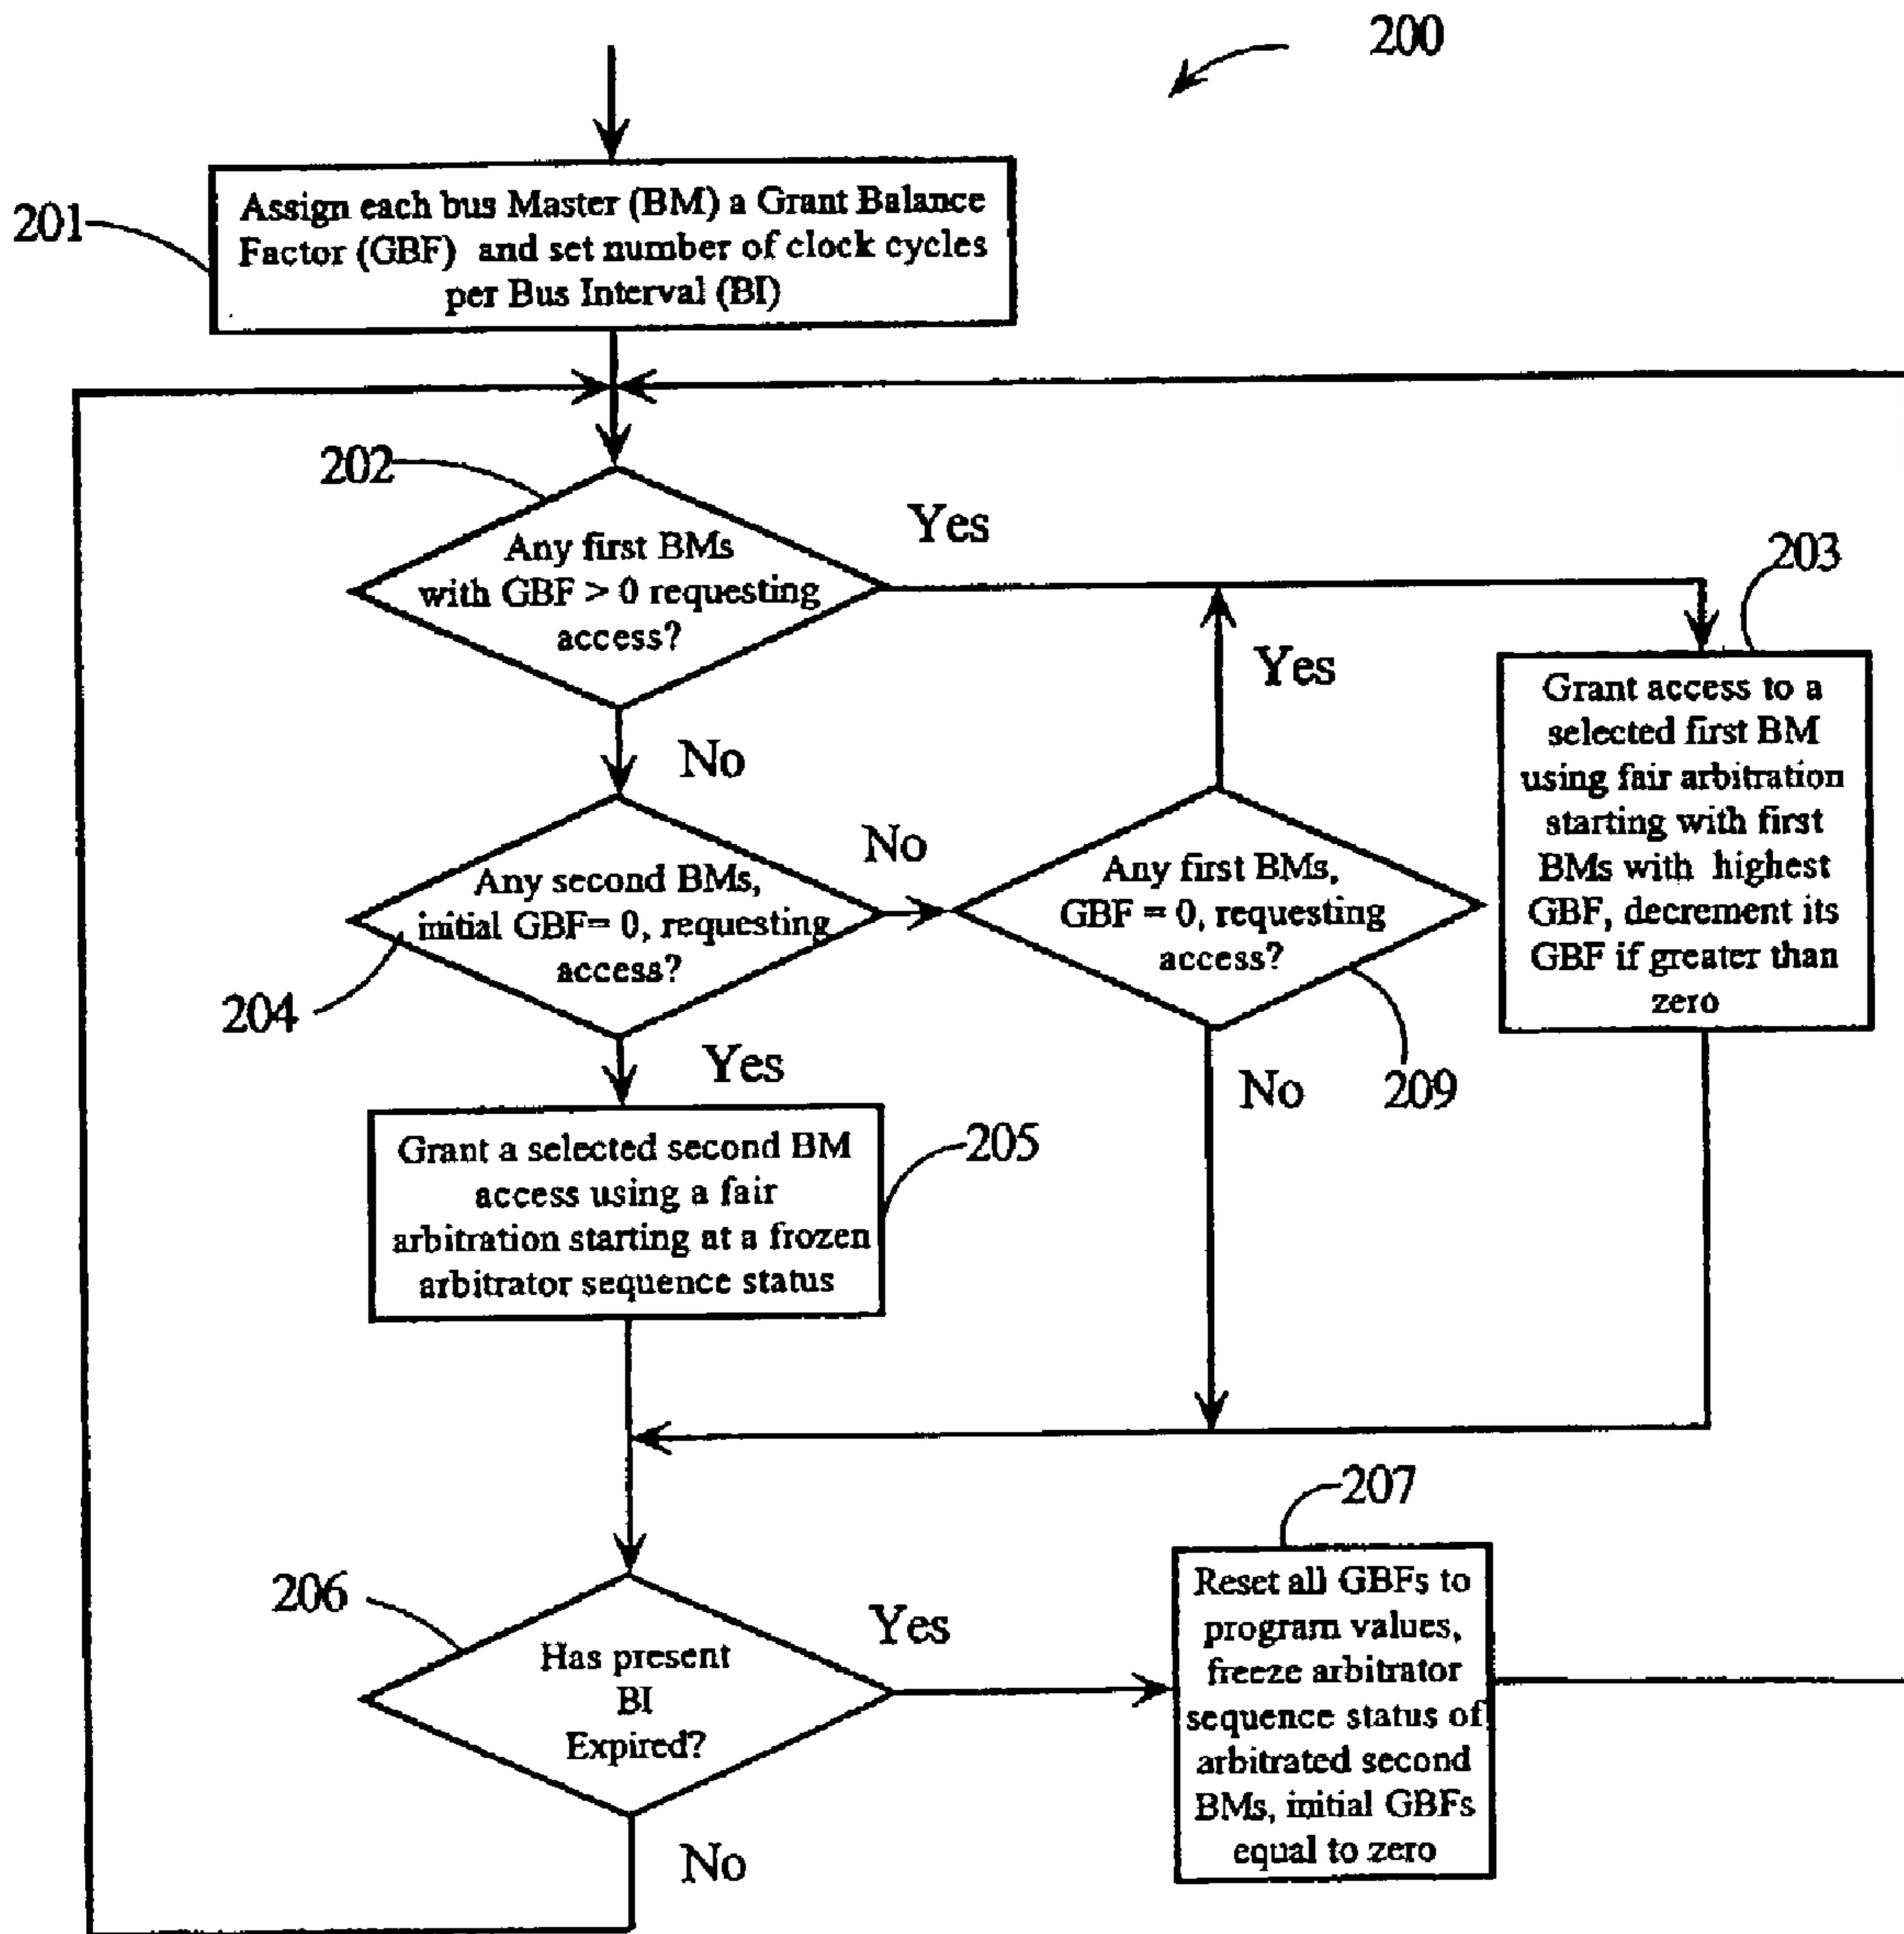 200
201
Assign each bus Master (BM) a Grant Balance
Factor (GBF) and set number of clock cycles
per Bus Interval (BI)
202
Any first BMs
with GBF > 0 requesting
access?
Yes
No
203
Grant access to a
selected first BM
using fair arbitration
starting with first
BMs with highest
GBF, decrement its
GBF if greater than
zero
204
Any second BMs,
initial GBF= 0, requesting
access?
No
Yes
Any first BMs,
GBF = 0, requesting
access?
Yes
No
209
205
Grant a selected second BM
access using a fair
arbitration starting at a frozen
arbitrator sequence status
206
Has present
BI
Expired?
Yes
No
207
Reset all GBFs to
program values,
freeze arbitrator
sequence status of
arbitrated second
BMs, initial GBFs
equal to zero